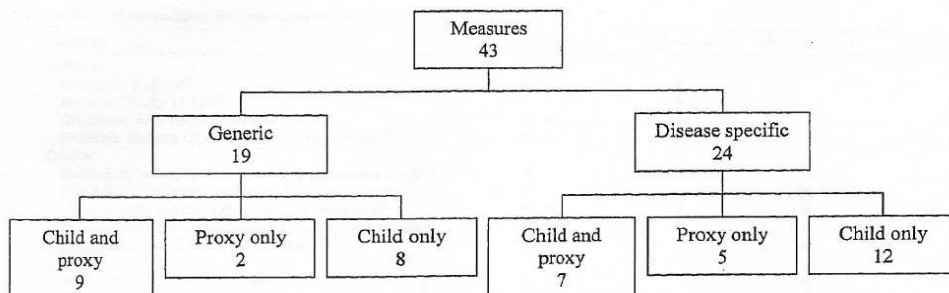 Measures
43
Generic
19
Disease specific
24
Child and
proxy
9
Proxy only
2
Child only
8
Child and
proxy
7
Proxy only
5
Child only
12